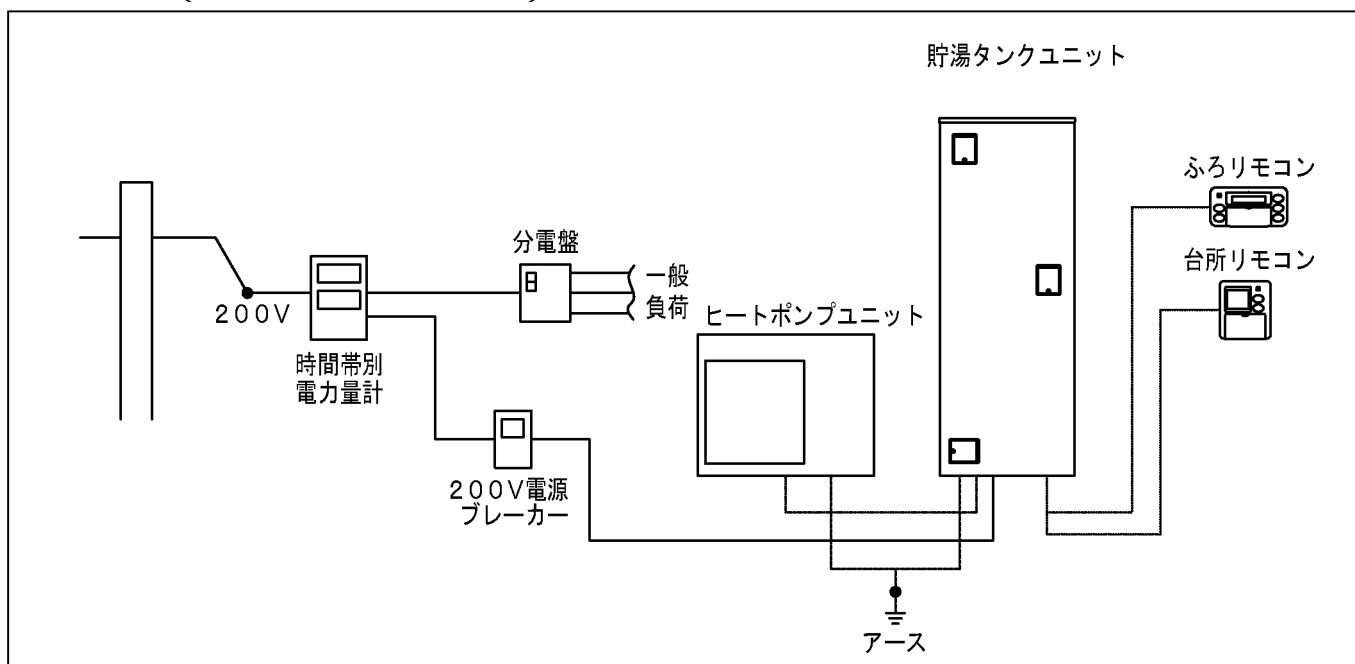 貯湯タンクユニット
ふろリモコン
分電盤
一般
負荷
台所リモコン
200V
ヒートポンプユニット
時間帯別
電力量計
200V電源
ブレーカー
アース